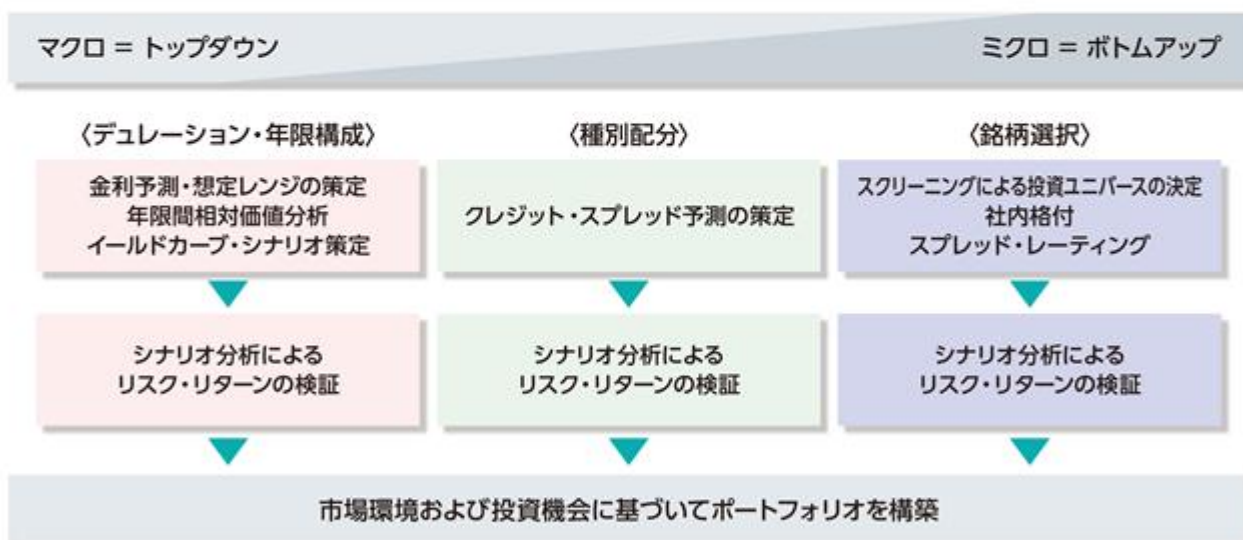 マクロ = トップダウン
ミクロ = ボトムアップ
〈デュレーション・年限構成〉
金利予測・想定レンジの策定
年限間相対価値分析
イールドカーブ・シナリオ策定
シナリオ分析による
リスク・リターンの検証
〈種別配分〉
クレジット・スプレッド予測の策定
シナリオ分析による
リスク・リターンの検証
〈銘柄選択〉
スクリーニングによる投資ユニバースの決定
社内格付
スプレッド・レーティング
シナリオ分析による
リスク・リターンの検証
市場環境および投資機会に基づいてポートフォリオを構築